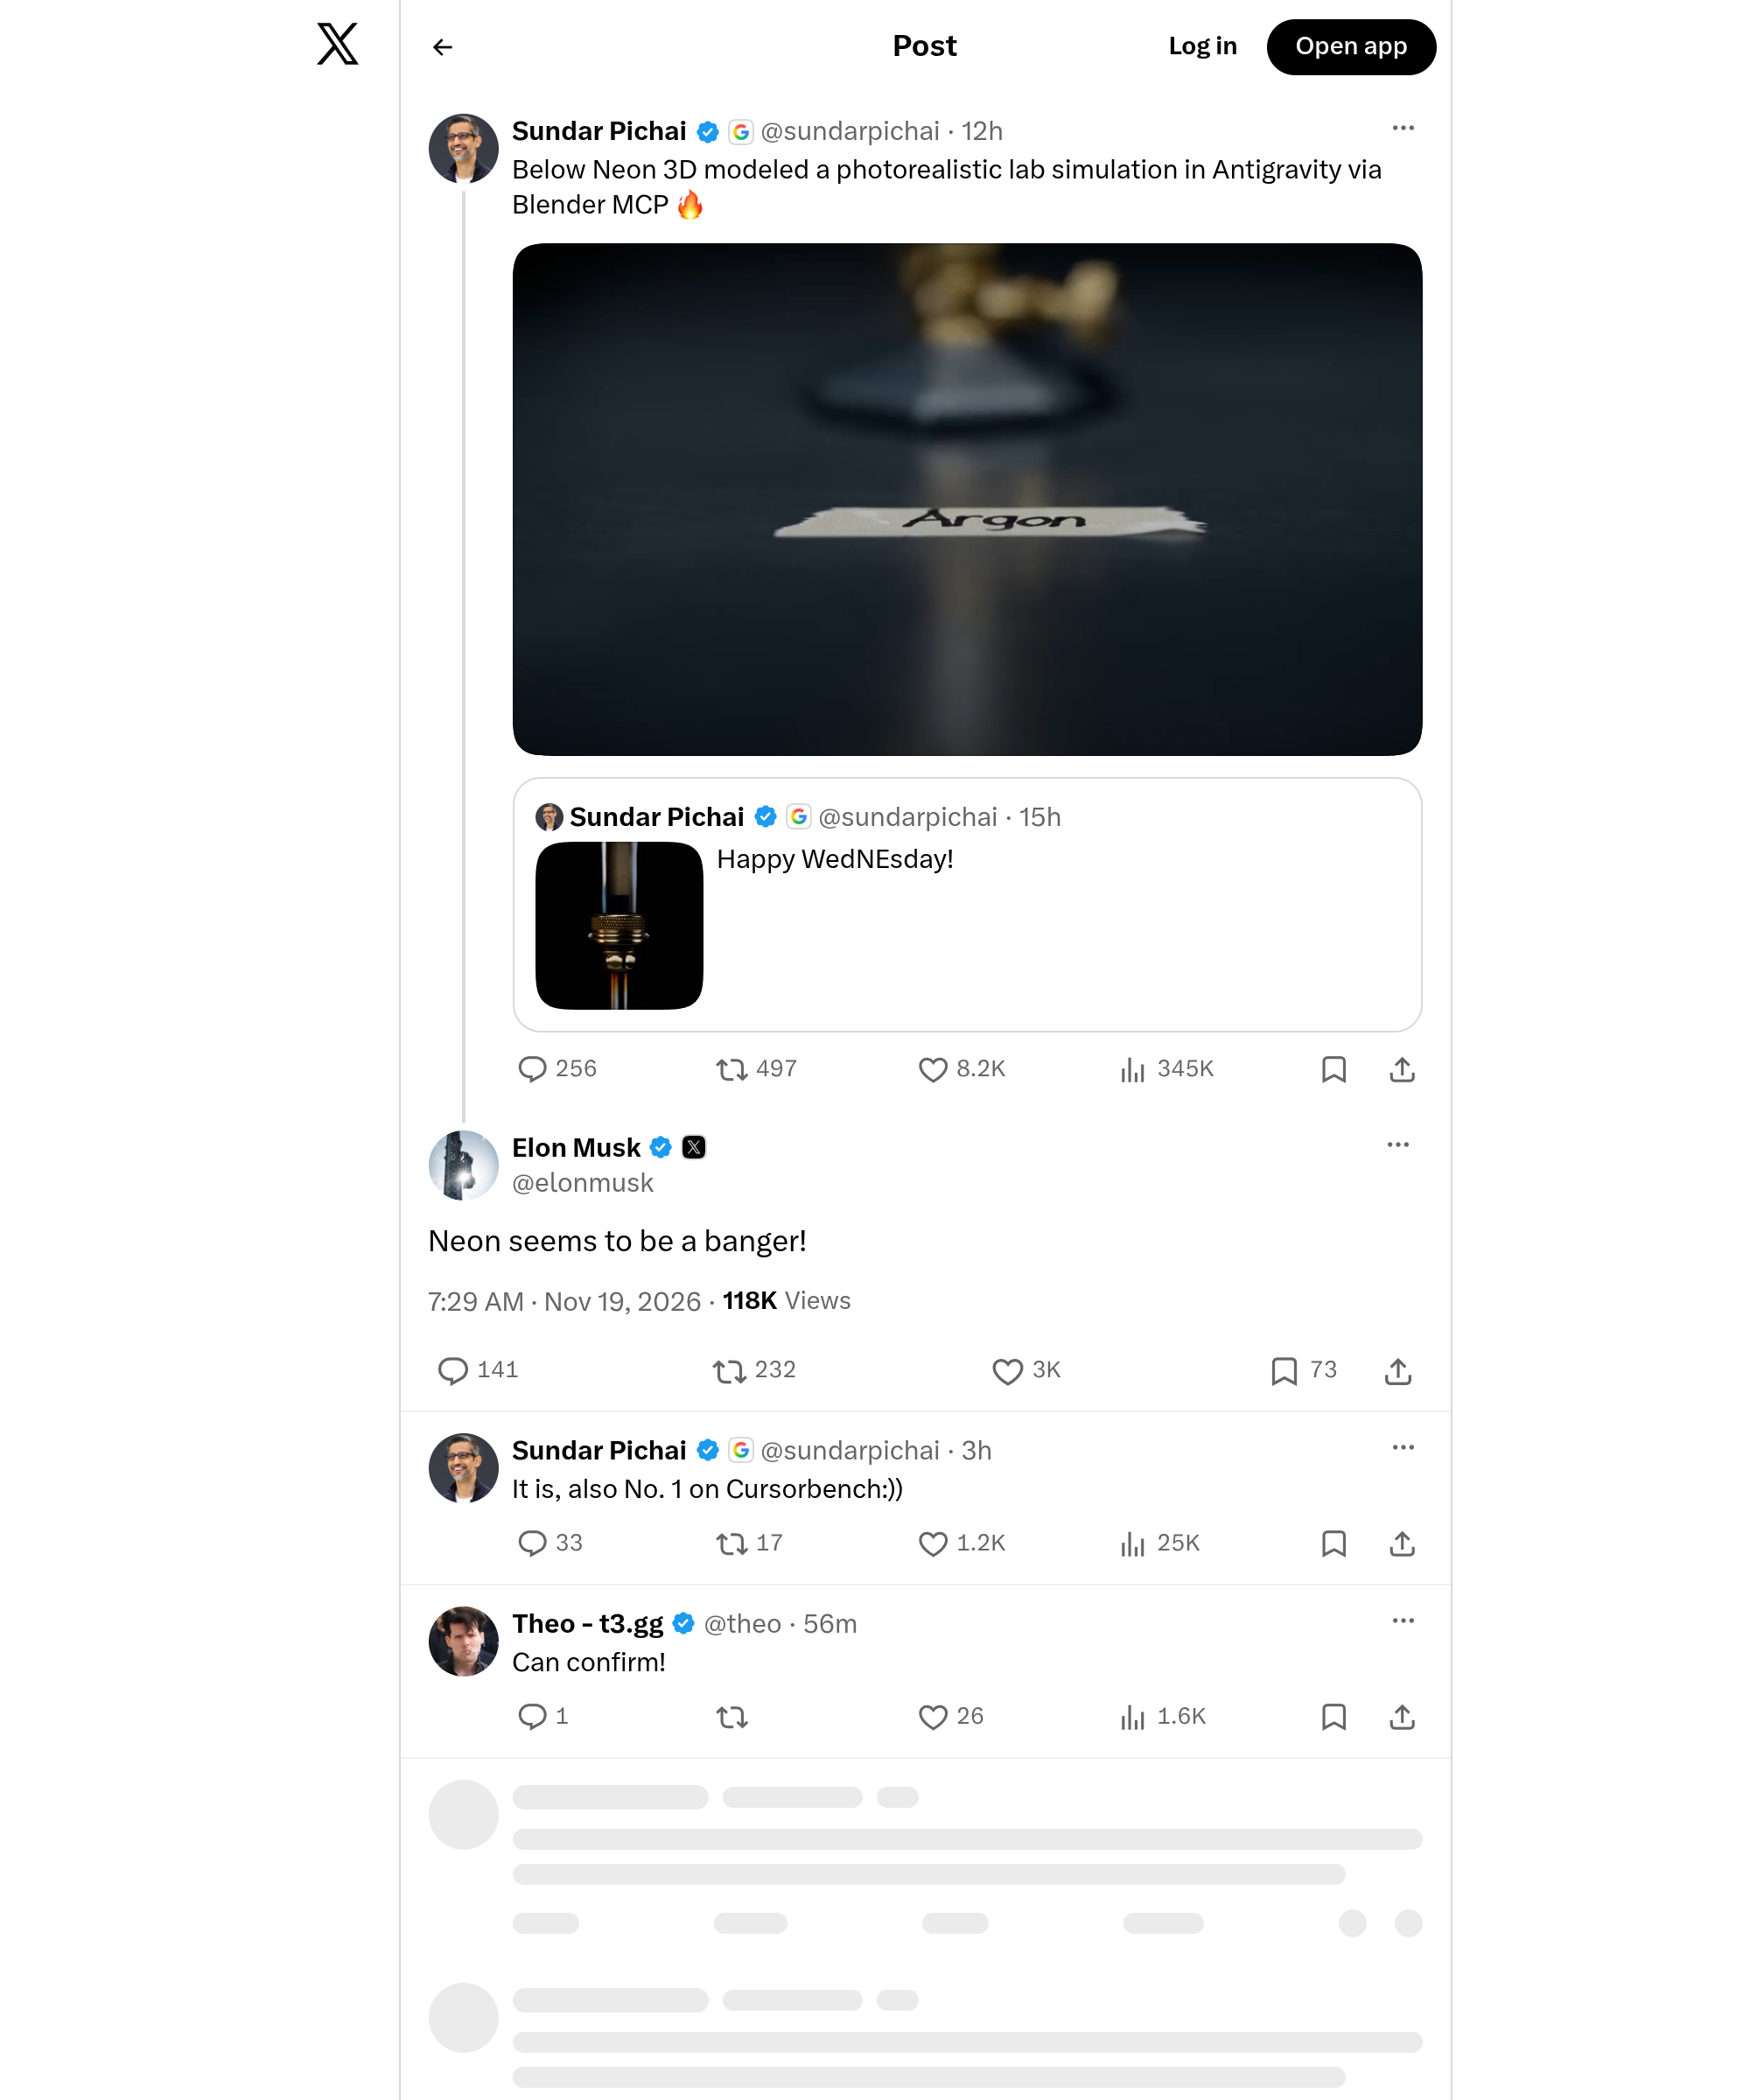 Post
Log in
Open app
Sundar Pichai @sundarpichai · 12h
Below Neon 3D modeled a photorealistic lab simulation in Antigravity via
Blender MCP 🔥
Argon
Sundar Pichai @sundarpichai · 15h
Happy WedNEsday!
256 497 8.2K 345K
Elon Musk
@elonmusk
Neon seems to be a banger!
7:29 AM · Nov 19, 2026 · 118K Views
141 232 3K 73
Sundar Pichai @sundarpichai · 3h
It is, also No. 1 on Cursorbench:))
33 17 1.2K 25K
Theo - t3.gg @theo · 56m
Can confirm!
1 26 1.6K